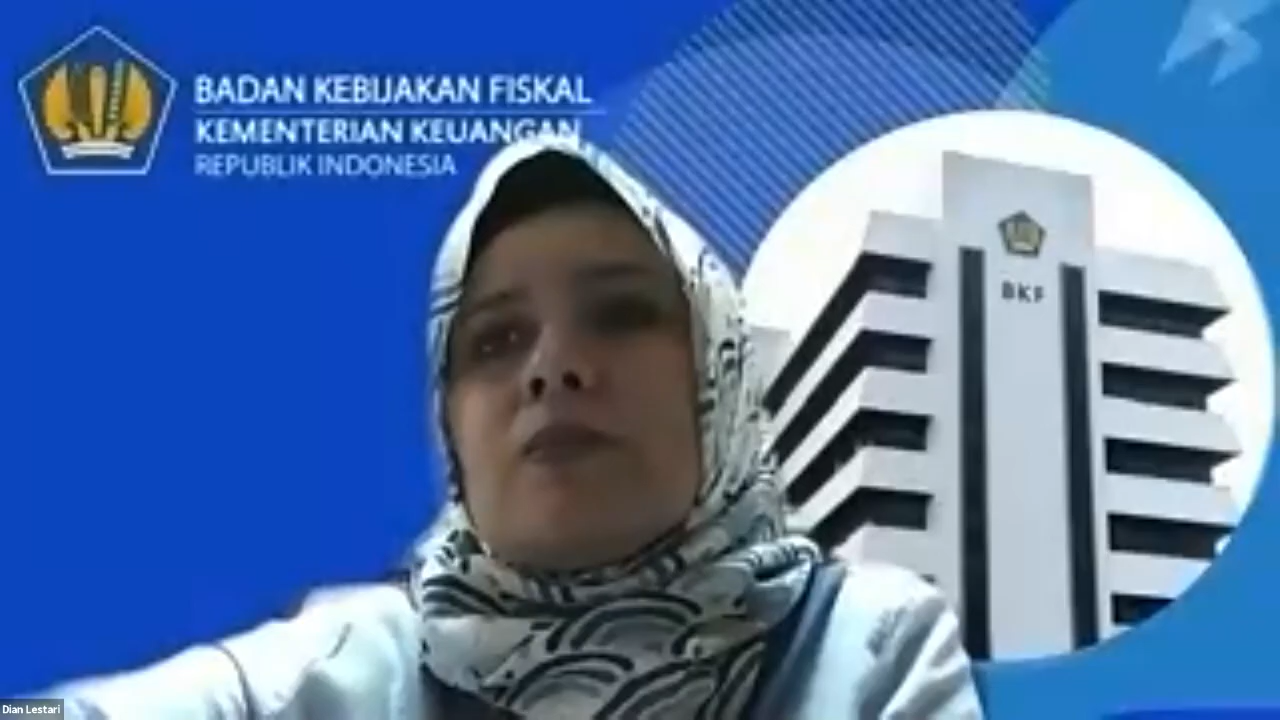 BADAN KEBIJAKAN FISKAL
KEMENTERIAN KEUANGAN
REPUBLIK INDONESIA
BKF
Dian Lestari